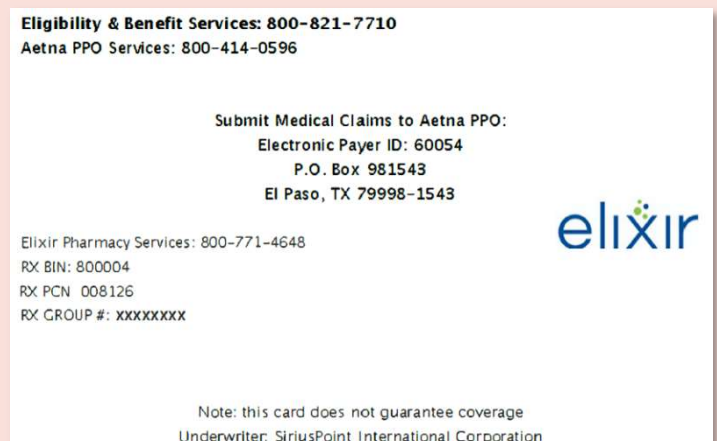 Eligibility & Benefit Services: 800-821-7710
Aetna PPO Services: 800-414-0596
Submit Medical Claims to Aetna PPO:
Electronic Payer ID: 60054
P.O. Box 981543
El Paso, TX 79998-1543
elixir
Elixir Pharmacy Services: 800-771-4648
RX BIN: 800004
RX PCN 008126
RX GROUP #: XXXXXXXX
Note: this card does not guarantee coverage
Underwriter: SiriusPoint International Corporation